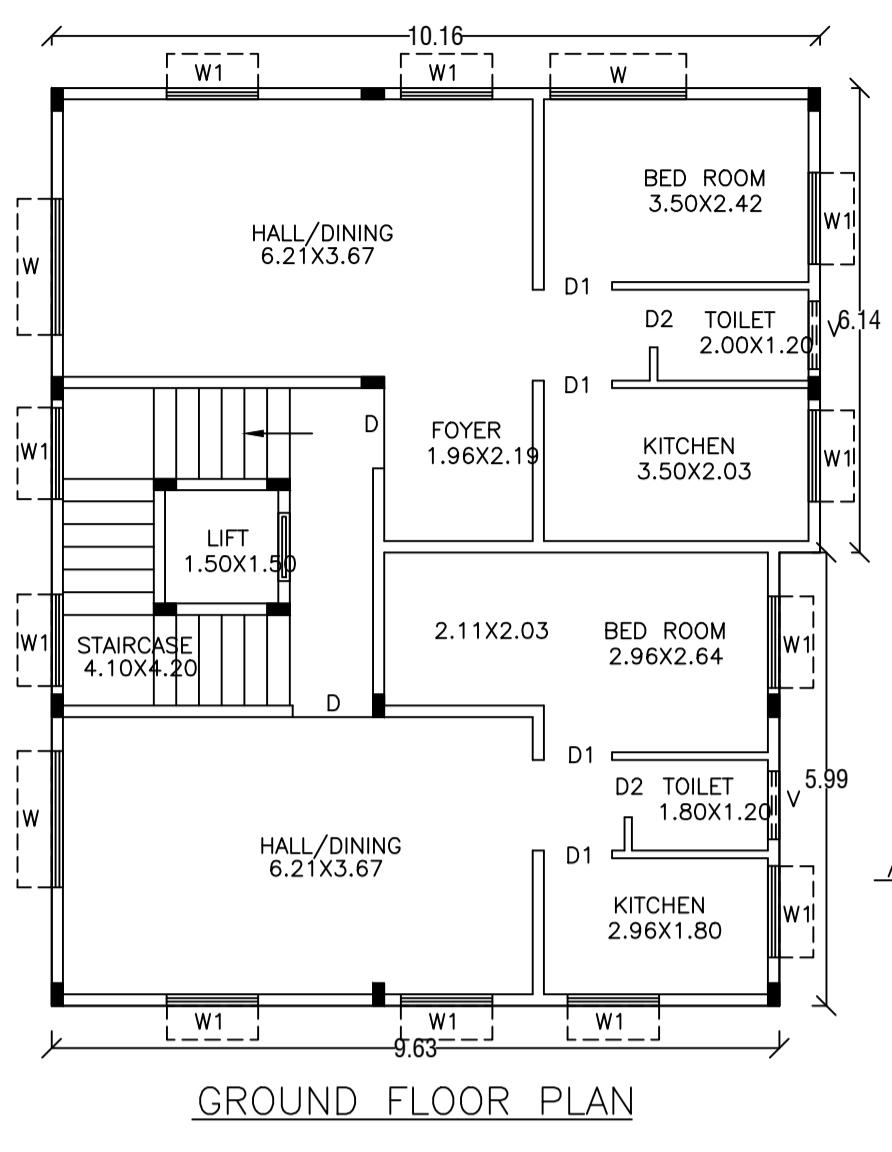 10.16
W1
W1
W
BED ROOM
3.50X2.42
W1
HALL/DINING
6.21X3.67
W
D1
D2
TOILET
2.00X1.20
V
6.14
D1
D
FOYER
1.96X2.19
KITCHEN
3.50X2.03
W1
W1
LIFT
1.50X1.50
W1
STAIRCASE
4.10X4.20
2.11X2.03
BED ROOM
2.96X2.64
W1
D
D1
D2
TOILET
1.80X1.20
V
5.99
W
HALL/DINING
6.21X3.67
D1
KITCHEN
2.96X1.80
W1
W1
W1
W1
9.63
GROUND FLOOR PLAN